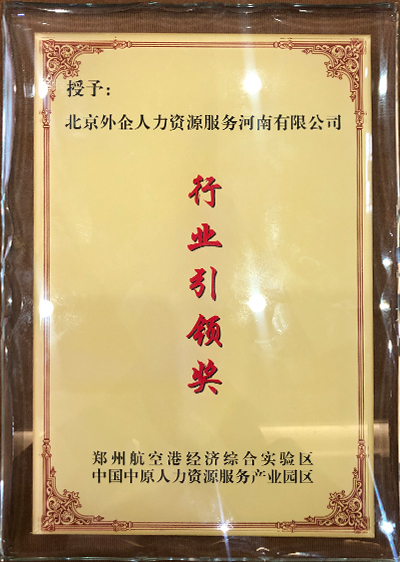 授予：
北京外企人力资源服务河南有限公司
行业引领奖
郑州航空港经济综合实验区
中国中原人力资源服务产业园区